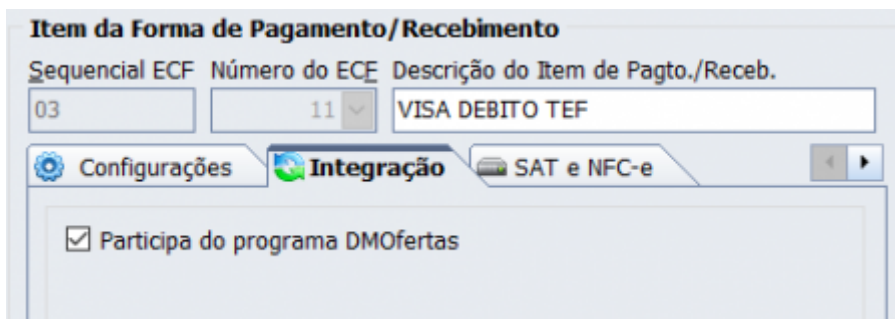 Item da Forma de Pagamento/Recebimento
Sequencial ECF Número do ECF Descrição do Item de Pagto./Receb.
03 11 VISA DEBITO TEF
Configurações Integração SAT e NFC-e
Participa do programa DMOfertas